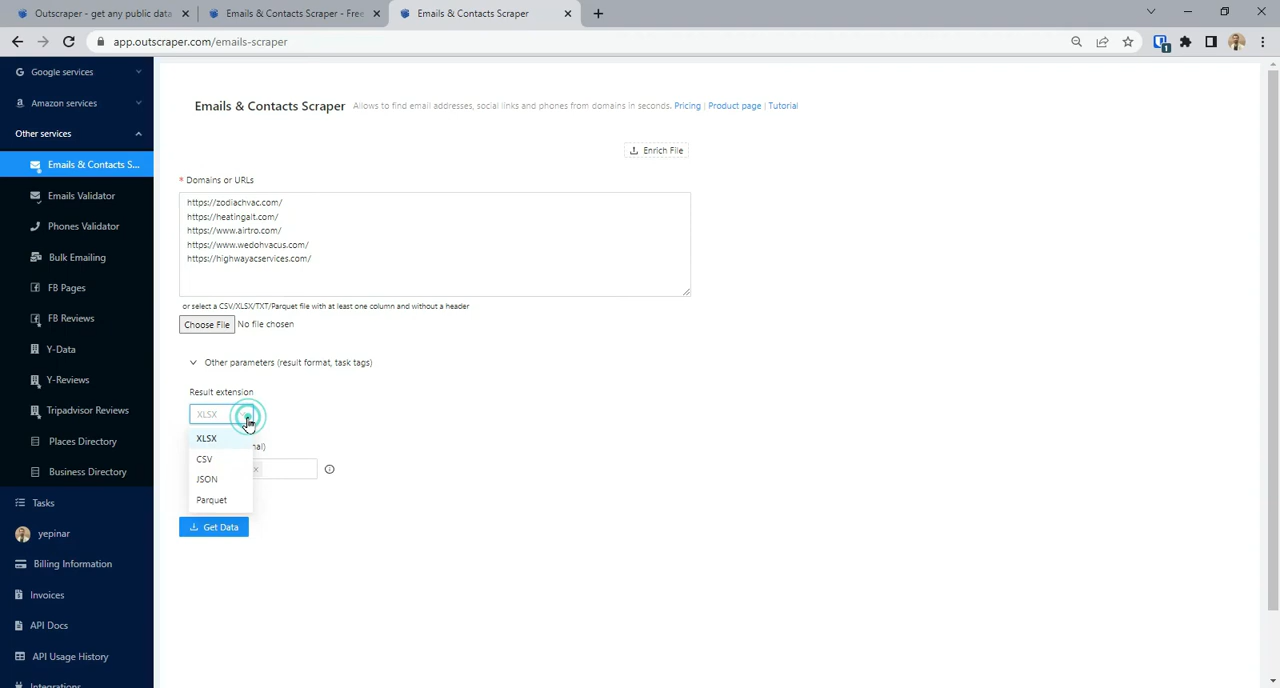 Outscraper - get any public data
Emails & Contacts Scraper - Free
Emails & Contacts Scraper
app.outscraper.com/emails-scraper
1
Google services
Amazon services
Other services
Emails & Contacts S...
Emails Validator
Phones Validator
Bulk Emailing
FB Pages
FB Reviews
Y-Data
Y-Reviews
Tripadvisor Reviews
Places Directory
Business Directory
Tasks
yepinar
Billing Information
Invoices
API Docs
API Usage History
Integrations
Emails & Contacts Scraper Allows to find email addresses, social links and phones from domains in seconds. Pricing | Product page | Tutorial
Enrich File
* Domains or URLs
https://zodiachvac.com/
https://heatingait.com/
https://www.airtro.com/
https://www.wedohvacus.com/
https://highwayacservices.com/
or select a CSV/XLSX/TXT/Parquet file with at least one column and without a header
Choose File No file chosen
Other parameters (result format, task tags)
Result extension
XLSX
XLSX
nal)
CSV
JSON
Parquet
Get Data